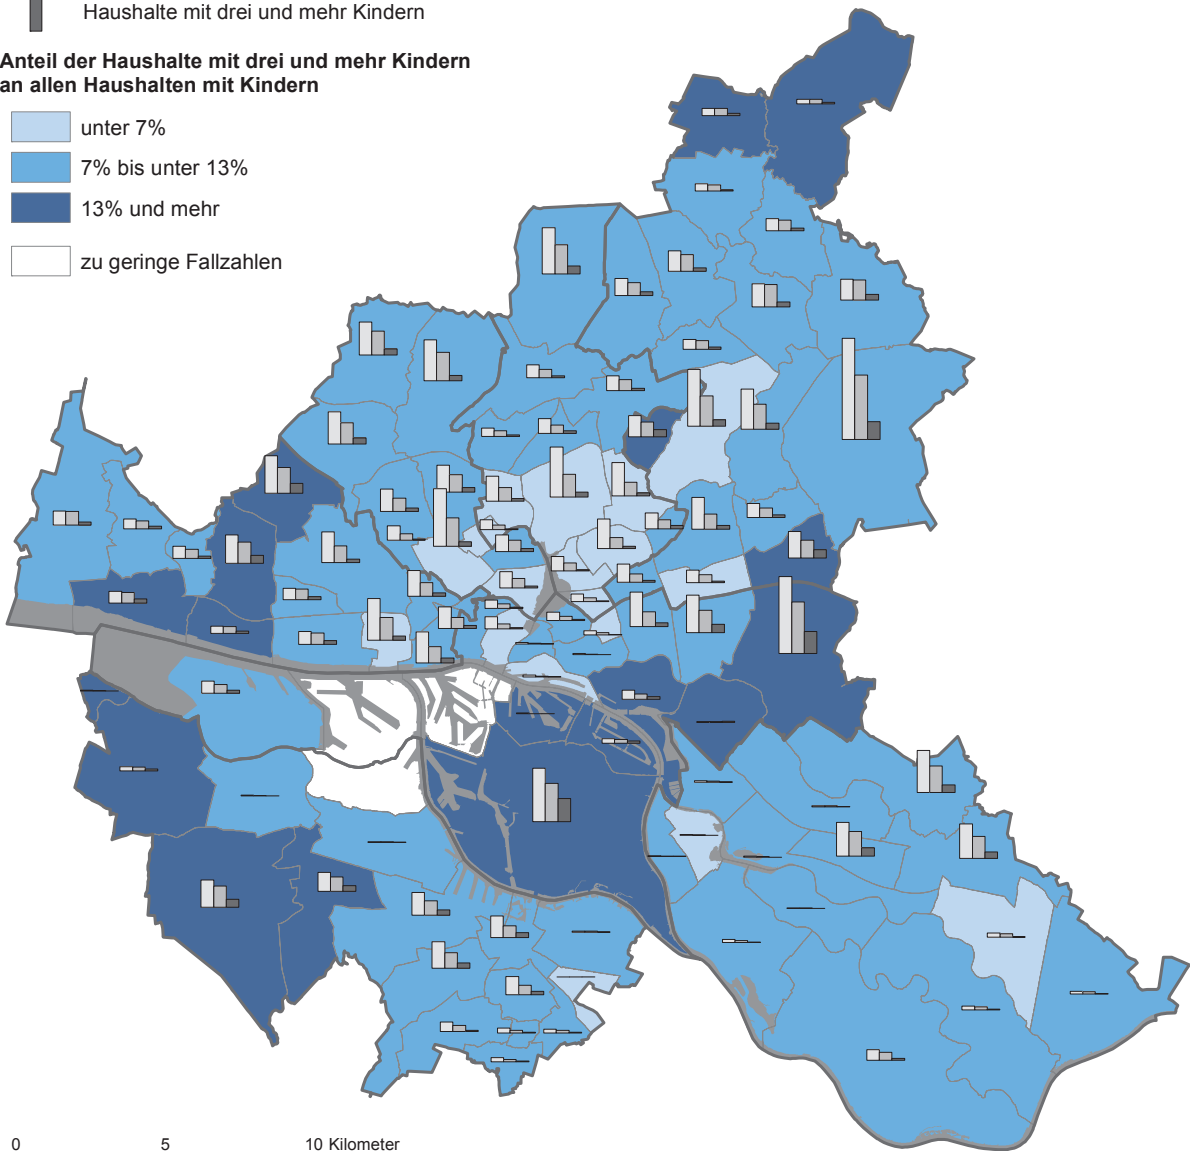 Haushalte mit drei und mehr Kindern
Anteil der Haushalte mit drei und mehr Kindern
an allen Haushalten mit Kindern
unter 7%
7% bis unter 13%
13% und mehr
zu geringe Fallzahlen
0 5 10 Kilometer